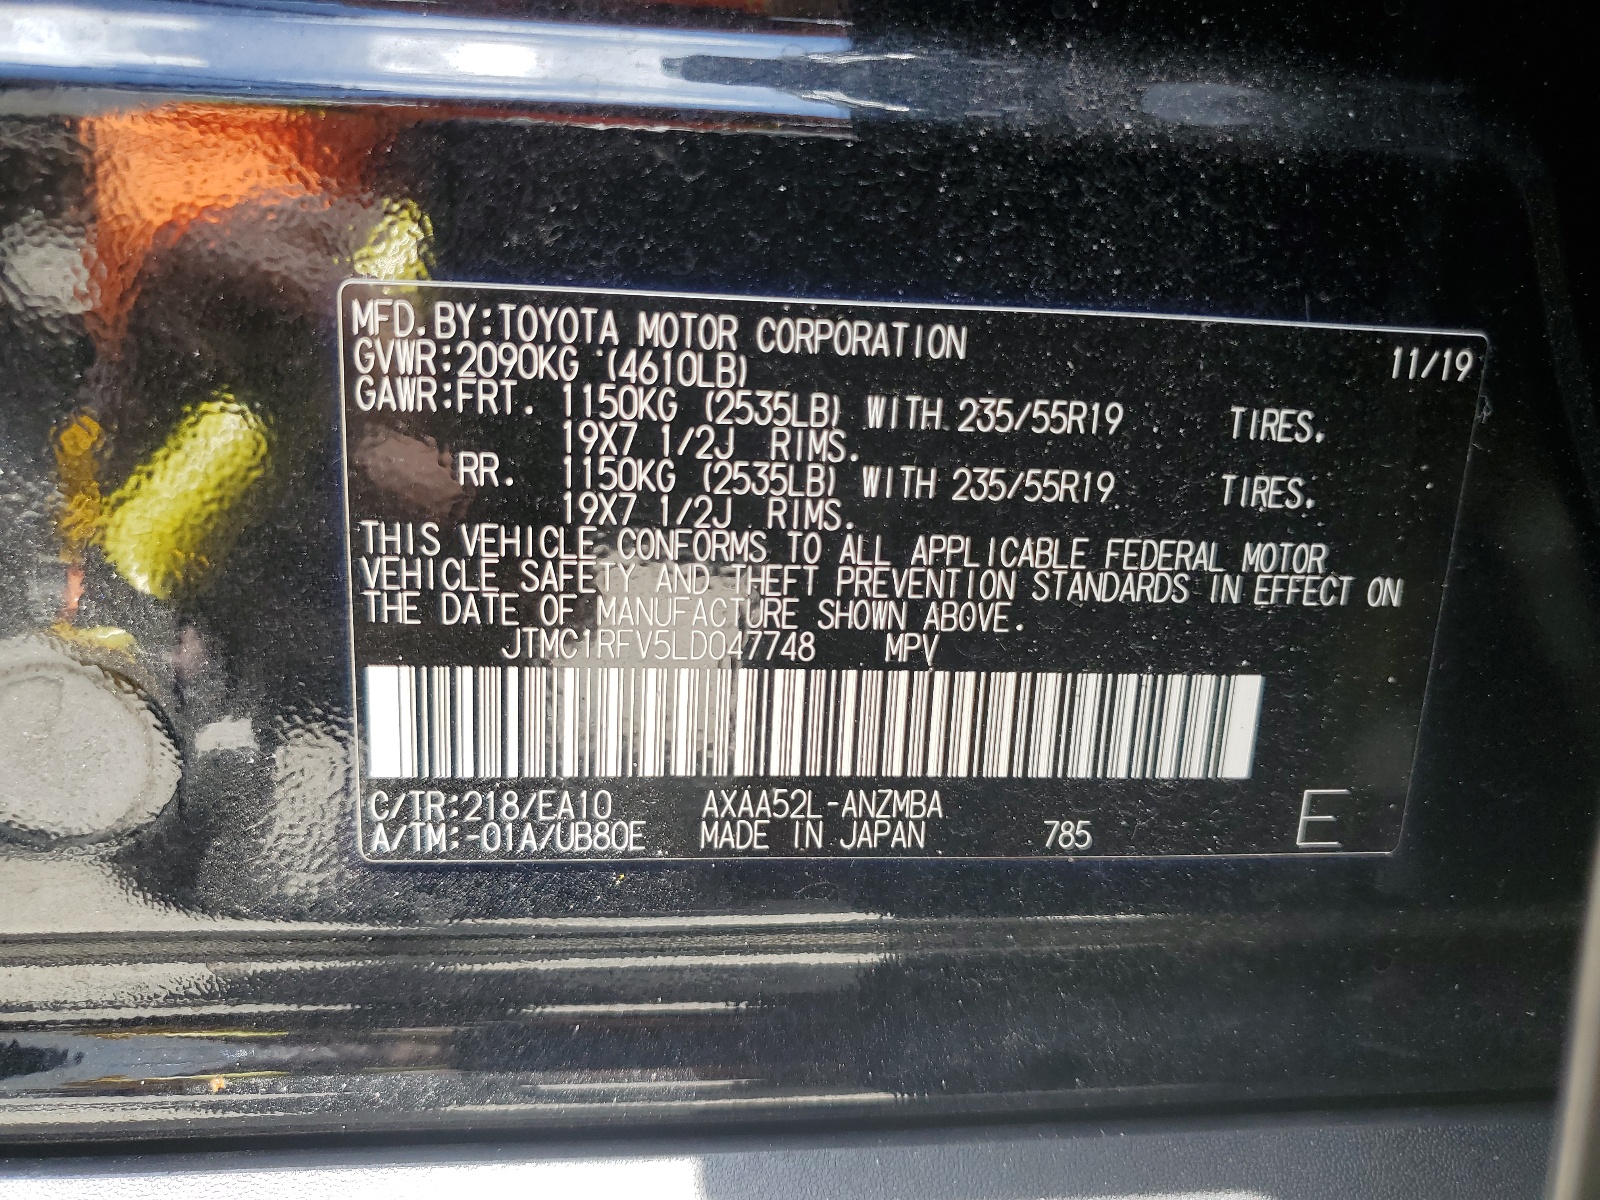 MFD. BY: TOYOTA MOTOR CORPORATION 11/19
GVWR: 2090KG (4610LB)
GAWR: FRT. 1150KG (2535LB) WITH 235/55R19 TIRES.
19X7 1/2J RIMS.
RR. 1150KG (2535LB) WITH 235/55R19 TIRES.
19X7 1/2J RIMS.
THIS VEHICLE CONFORMS TO ALL APPLICABLE FEDERAL MOTOR
VEHICLE SAFETY AND THEFT PREVENTION STANDARDS IN EFFECT ON
THE DATE OF MANUFACTURE SHOWN ABOVE.
JTMC1RFV5LD047748 MPV
C/TR: 218/EA10 AXAA52L-ANZMBA
A/TM: -01A/UB80E MADE IN JAPAN 785 E